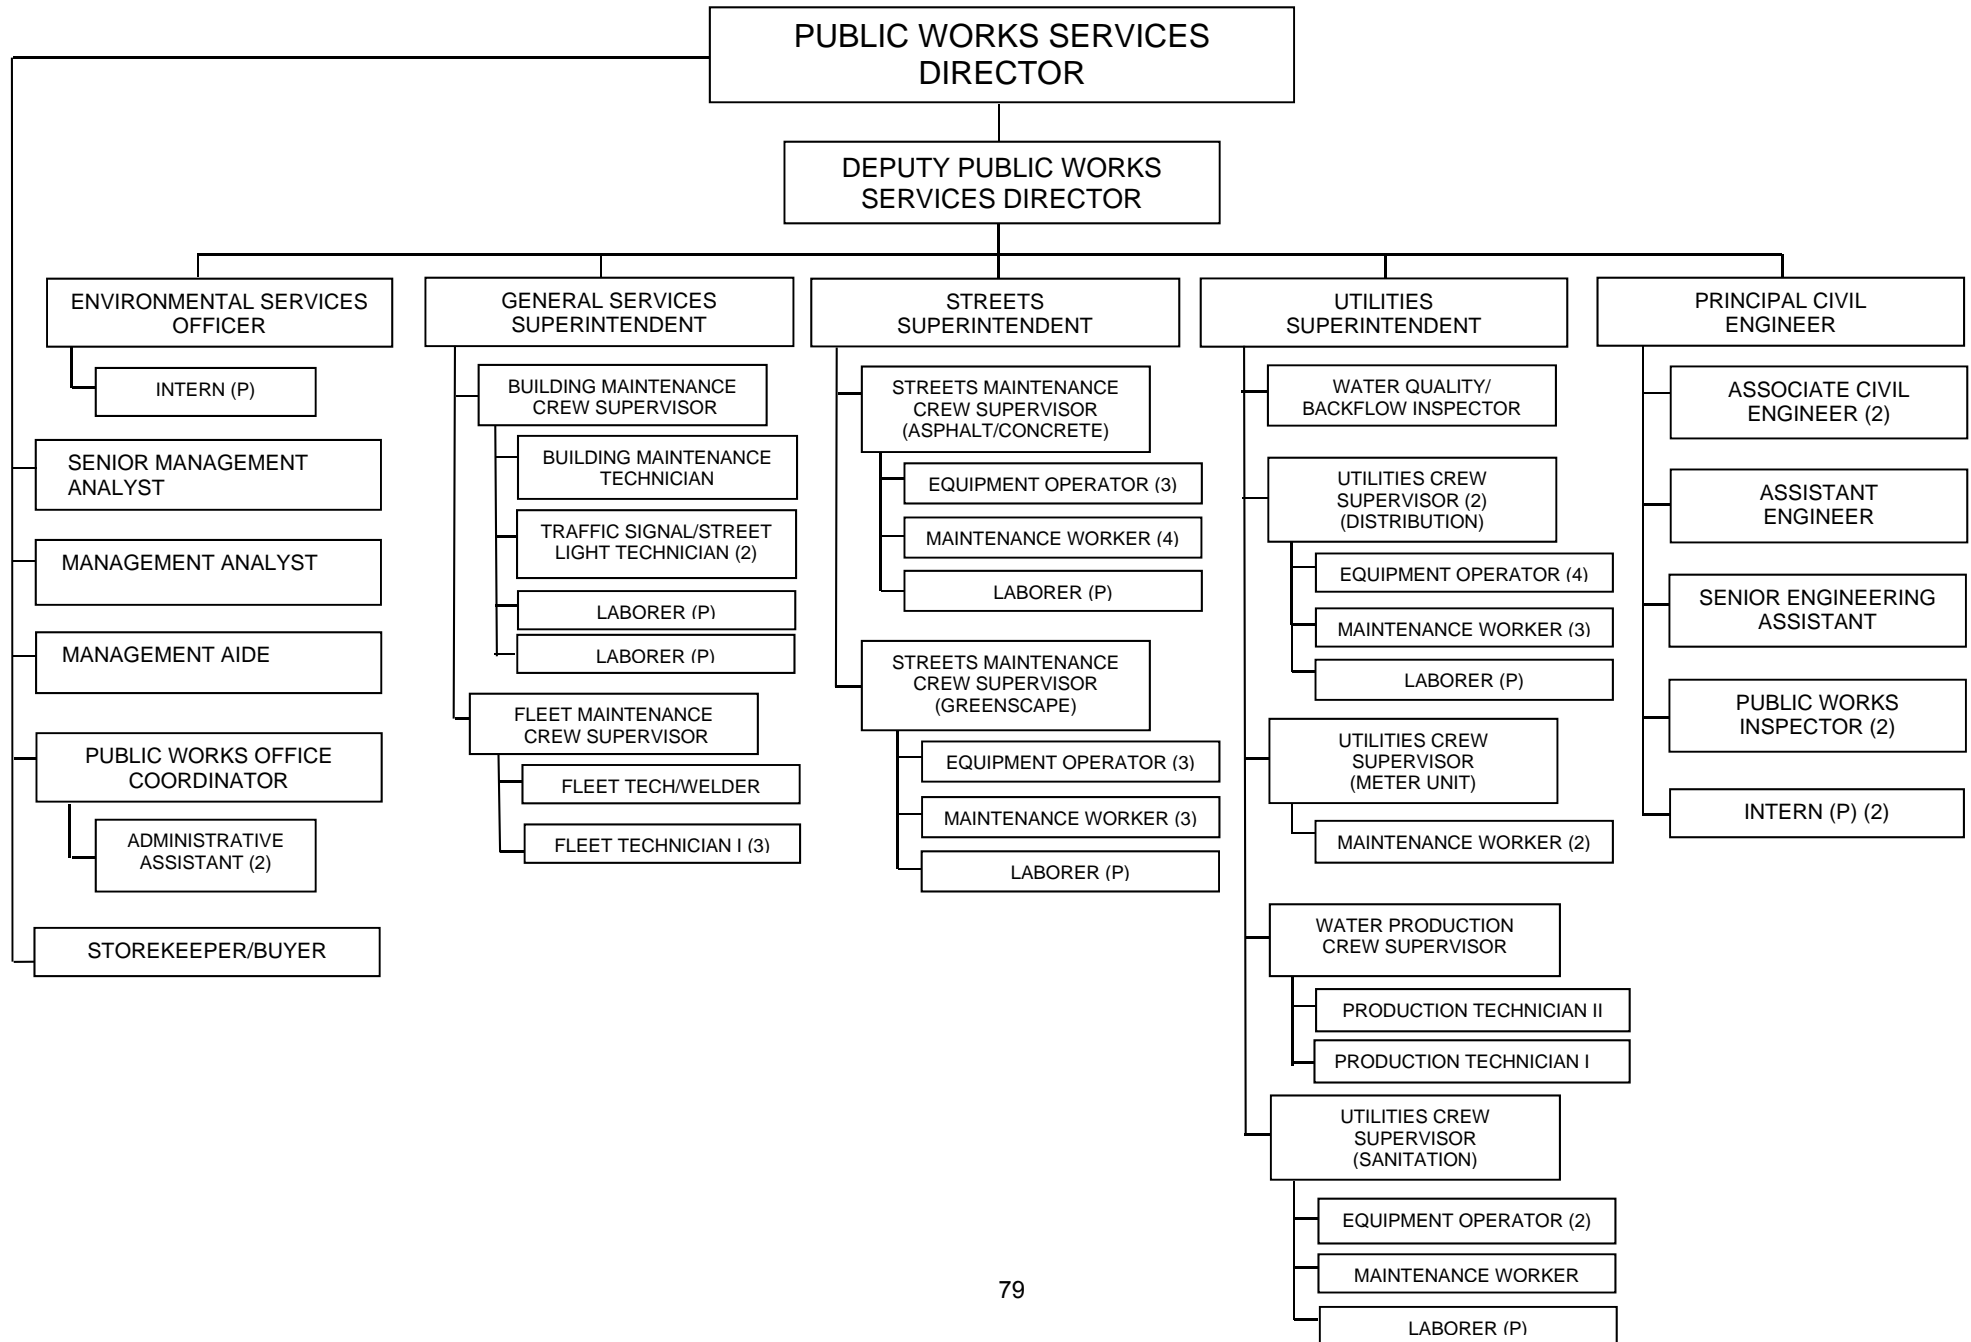 PUBLIC WORKS SERVICES
DIRECTOR
DEPUTY PUBLIC WORKS
SERVICES DIRECTOR
ENVIRONMENTAL SERVICES
OFFICER
INTERN (P)
SENIOR MANAGEMENT
ANALYST
MANAGEMENT ANALYST
MANAGEMENT AIDE
PUBLIC WORKS OFFICE
COORDINATOR
ADMINISTRATIVE
ASSISTANT (2)
STOREKEEPER/BUYER
GENERAL SERVICES
SUPERINTENDENT
BUILDING MAINTENANCE
CREW SUPERVISOR
BUILDING MAINTENANCE
TECHNICIAN
TRAFFIC SIGNAL/STREET
LIGHT TECHNICIAN (2)
LABORER (P)
LABORER (P)
FLEET MAINTENANCE
CREW SUPERVISOR
FLEET TECH/WELDER
FLEET TECHNICIAN I (3)
STREETS
SUPERINTENDENT
STREETS MAINTENANCE
CREW SUPERVISOR
(ASPHALT/CONCRETE)
EQUIPMENT OPERATOR (3)
MAINTENANCE WORKER (4)
LABORER (P)
STREETS MAINTENANCE
CREW SUPERVISOR
(GREENSCAPE)
EQUIPMENT OPERATOR (3)
MAINTENANCE WORKER (3)
LABORER (P)
UTILITIES
SUPERINTENDENT
WATER QUALITY/
BACKFLOW INSPECTOR
UTILITIES CREW
SUPERVISOR (2)
(DISTRIBUTION)
EQUIPMENT OPERATOR (4)
MAINTENANCE WORKER (3)
LABORER (P)
UTILITIES CREW
SUPERVISOR
(METER UNIT)
MAINTENANCE WORKER (2)
WATER PRODUCTION
CREW SUPERVISOR
PRODUCTION TECHNICIAN II
PRODUCTION TECHNICIAN I
UTILITIES CREW
SUPERVISOR
(SANITATION)
EQUIPMENT OPERATOR (2)
MAINTENANCE WORKER
LABORER (P)
PRINCIPAL CIVIL
ENGINEER
ASSOCIATE CIVIL
ENGINEER (2)
ASSISTANT
ENGINEER
SENIOR ENGINEERING
ASSISTANT
PUBLIC WORKS
INSPECTOR (2)
INTERN (P) (2)
79